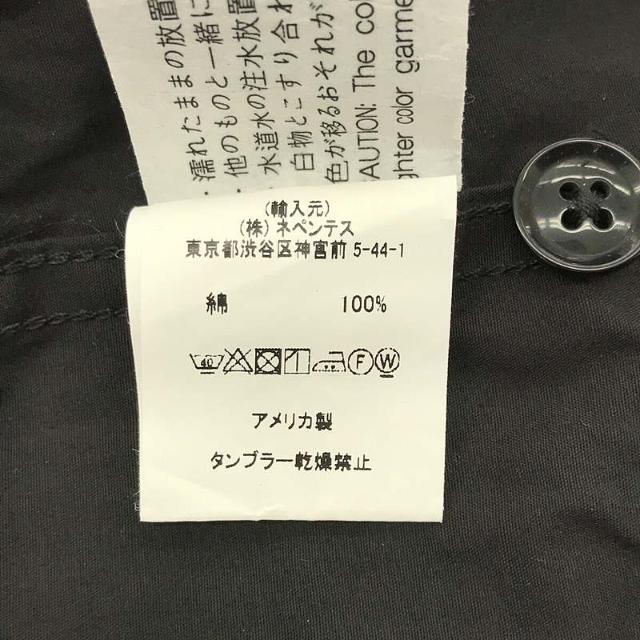 ・濡れたままの放置
・他のものと一緒に
・水道水の注水放置
白物とこすり合わ
色が移るおそれが
AUTION: The co
ghter color garme
(輸入元)
(株) ネペンテス
東京都渋谷区神宮前 5-44-1
綿 100%
40
F W
アメリカ製
タンブラー乾燥禁止